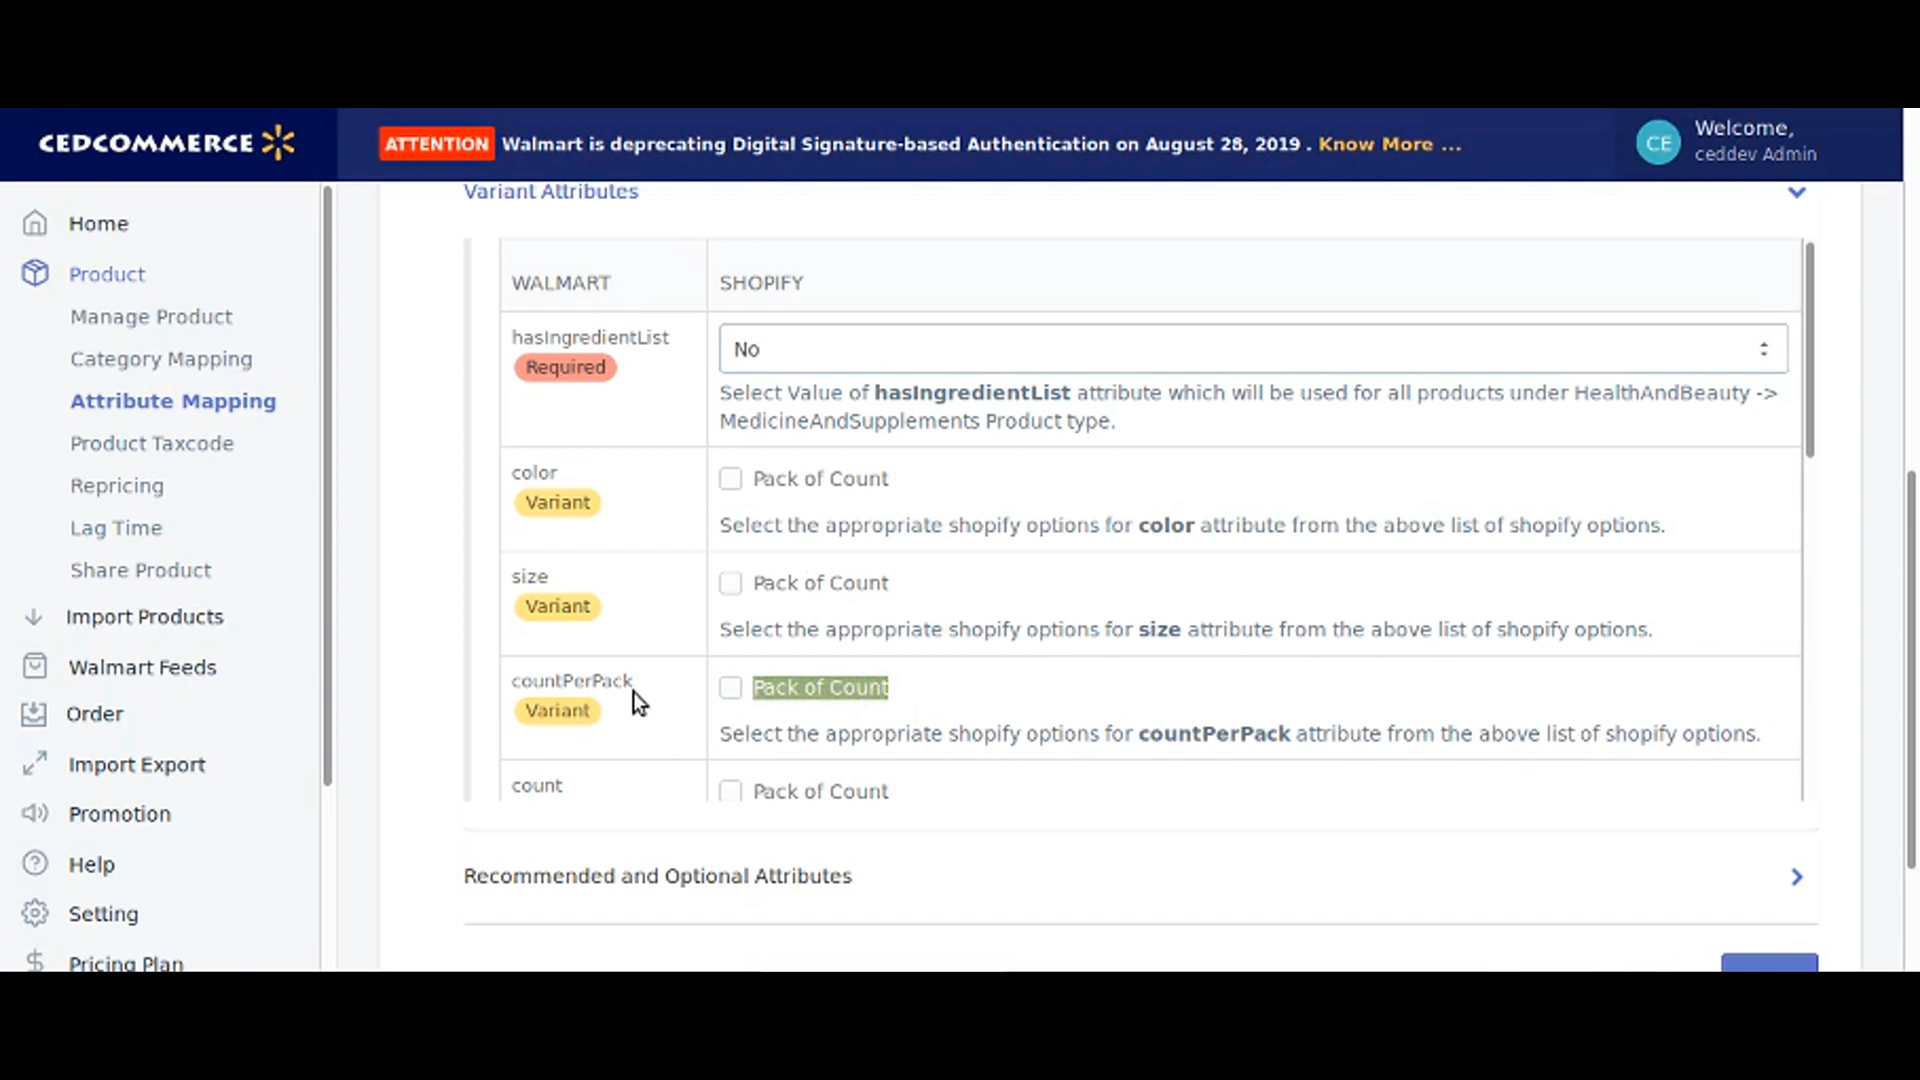 CEDCOMMERCE
ATTENTION Walmart is deprecating Digital Signature-based Authentication on August 28, 2019 . Know More ...
CE
Welcome,
ceddev Admin
Home
Product
Manage Product
Category Mapping
Attribute Mapping
Product Taxcode
Repricing
Lag Time
Share Product
Import Products
Walmart Feeds
Order
Import Export
Promotion
Help
Setting
Pricing Plan
Variant Attributes
WALMART SHOPIFY
hasIngredientList
Required
No
Select Value of hasIngredientList attribute which will be used for all products under HealthAndBeauty ->
MedicineAndSupplements Product type.
color
Variant
Pack of Count
Select the appropriate shopify options for color attribute from the above list of shopify options.
size
Variant
Pack of Count
Select the appropriate shopify options for size attribute from the above list of shopify options.
countPerPack
Variant
Pack of Count
Select the appropriate shopify options for countPerPack attribute from the above list of shopify options.
count
Pack of Count
Recommended and Optional Attributes